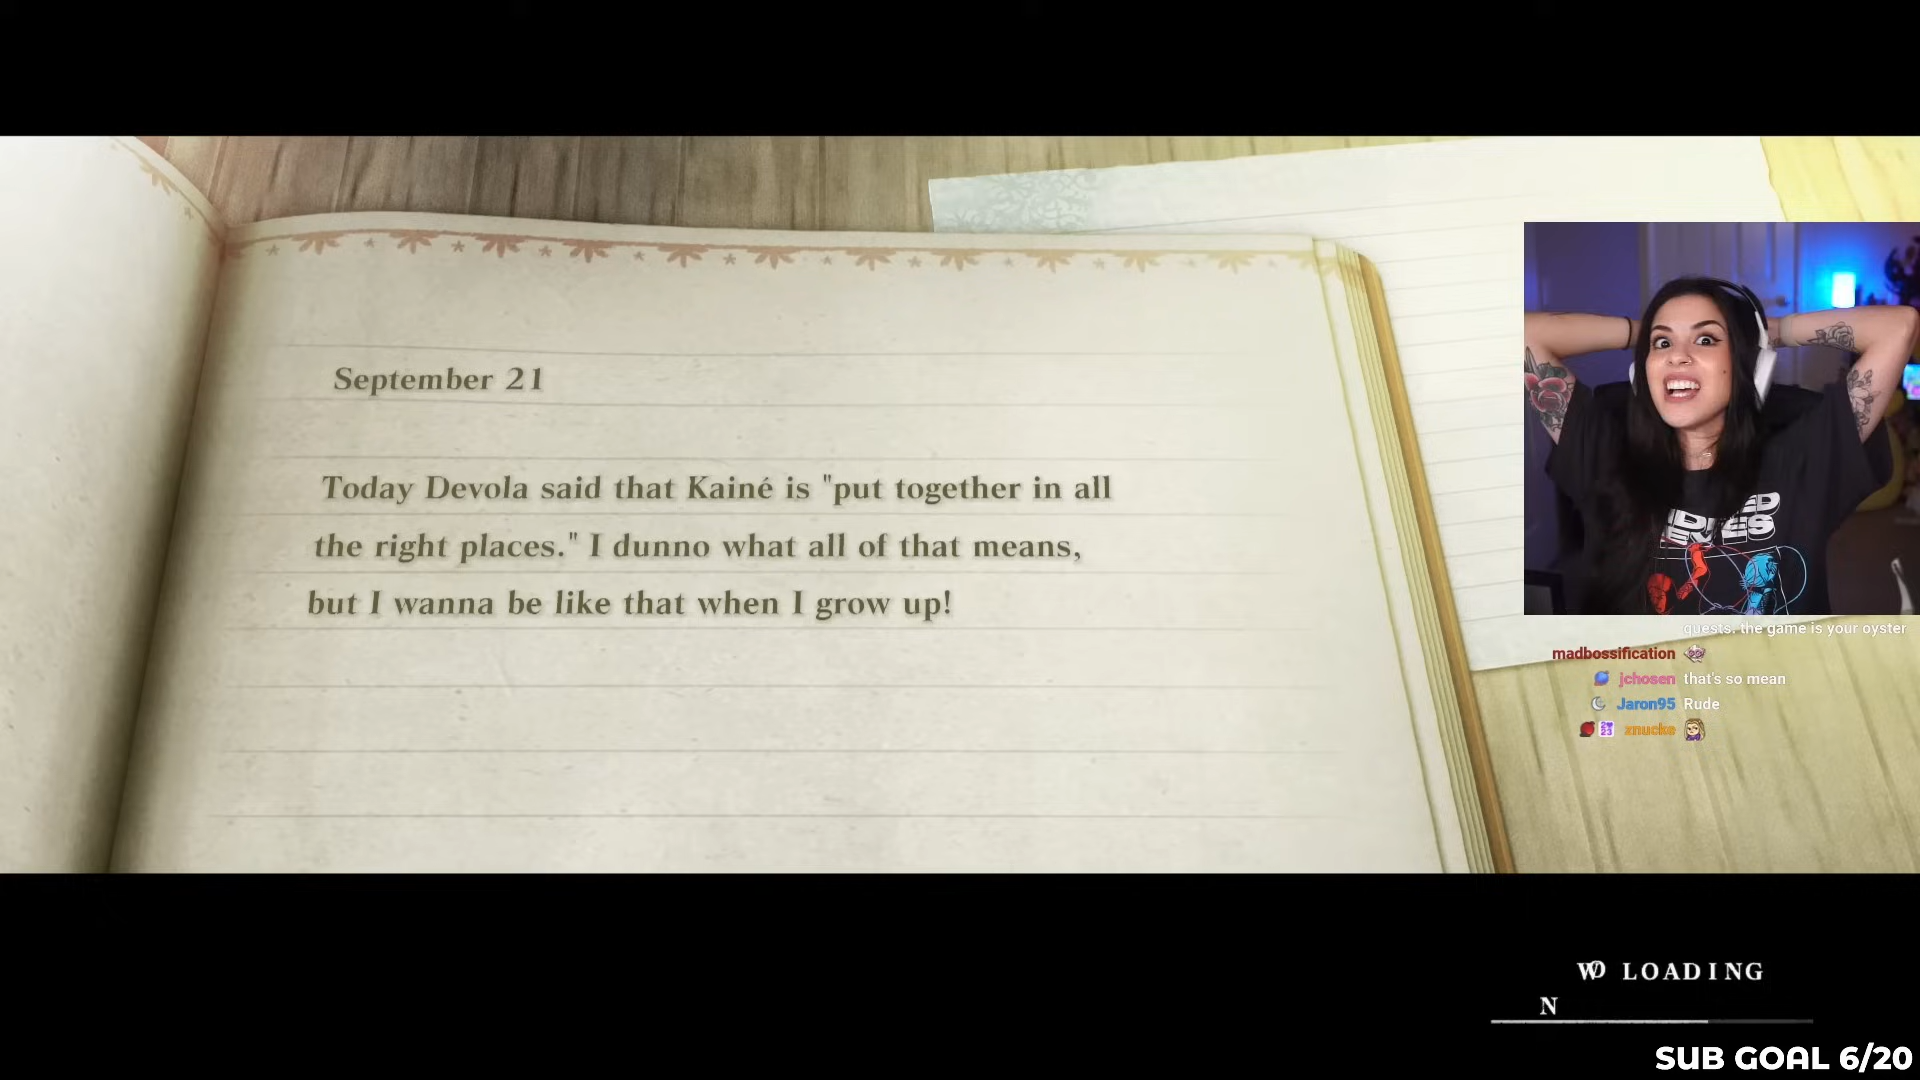 September 21
Today Devola said that Kainé is "put together in all
the right places." I dunno what all of that means,
but I wanna be like that when I grow up!
quests. the game is your oyster
madbossification
jchosen that's so mean
Jaron95 Rude
znucke
LOADING
N
SUB GOAL 6/20